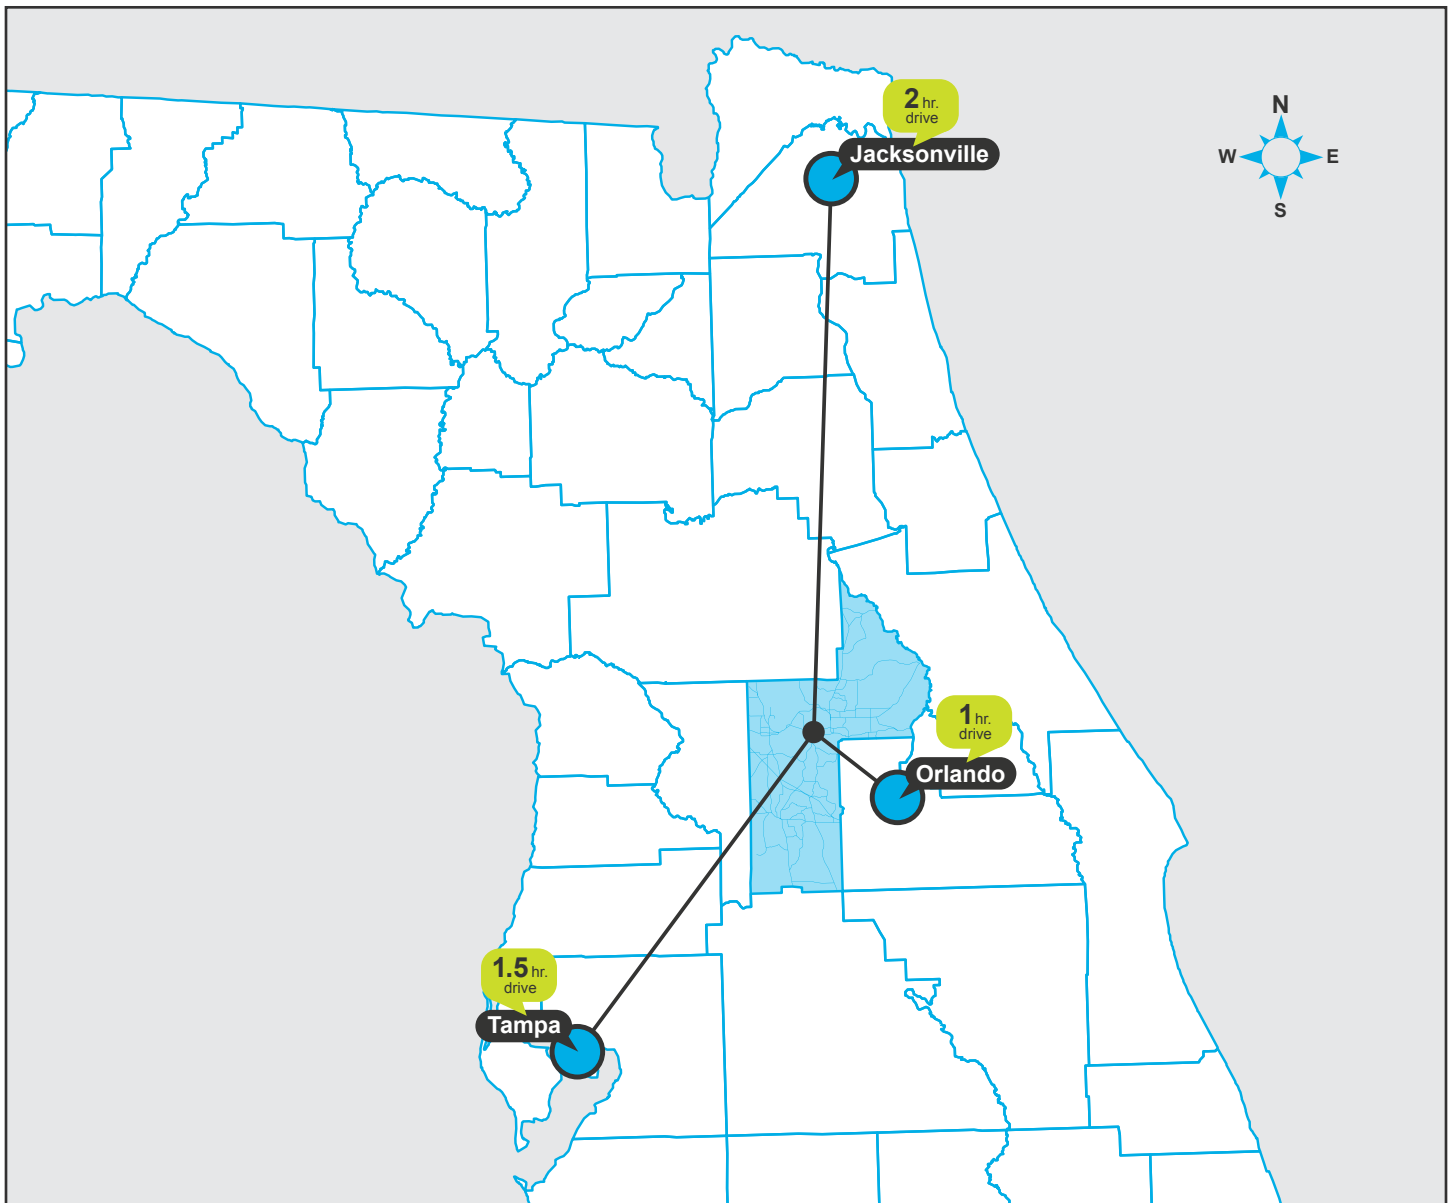 2 hr.
drive
Jacksonville
N
W E
S
1 hr.
drive
Orlando
1.5 hr.
drive
Tampa